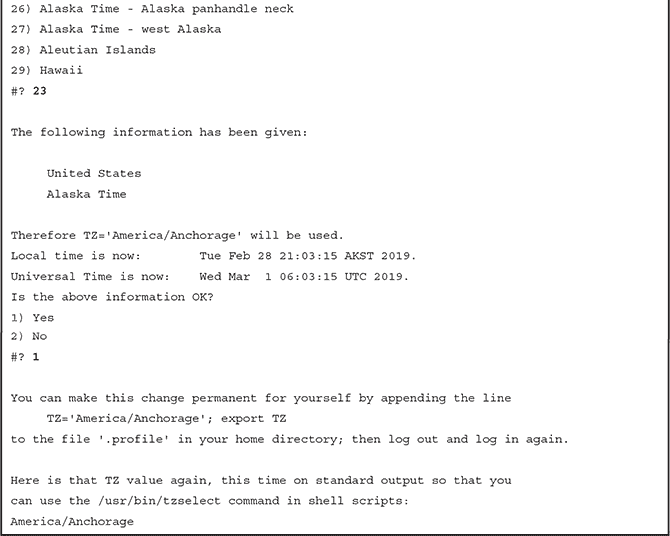 26) Alaska Time - Alaska panhandle neck
27) Alaska Time - west Alaska
28) Aleutian Islands
29) Hawaii
#? 23
The following information has been given:
United States
Alaska Time
Therefore TZ='America/Anchorage' will be used.
Local time is now: Tue Feb 28 21:03:15 AKST 2019.
Universal Time is now: Wed Mar 1 06:03:15 UTC 2019.
Is the above information OK?
1) Yes
2) No
#? 1
You can make this change permanent for yourself by appending the line
TZ='America/Anchorage'; export TZ
to the file '.profile' in your home directory; then log out and log in again.
Here is that TZ value again, this time on standard output so that you
can use the /usr/bin/tzselect command in shell scripts:
America/Anchorage